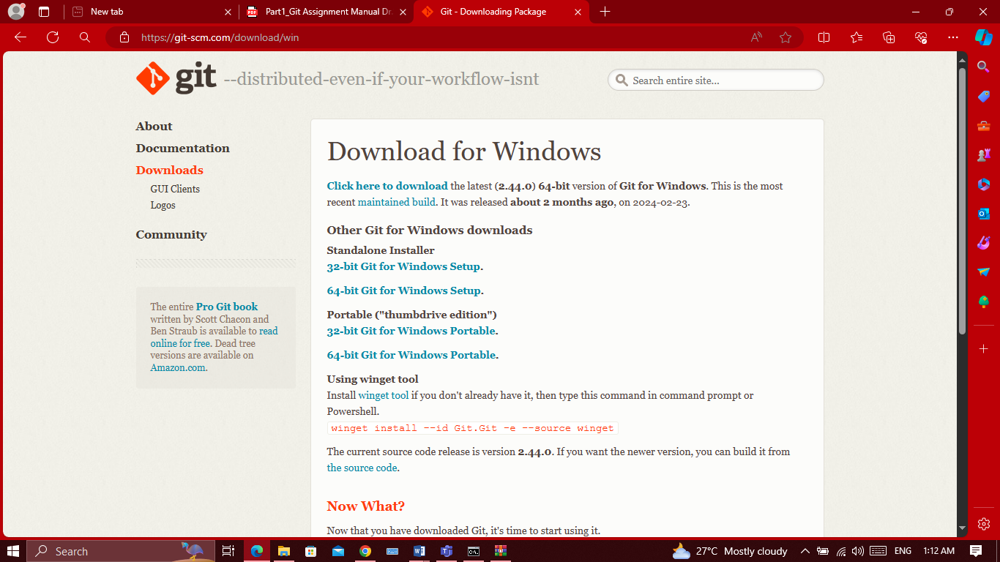 New tab
Part1_Git Assignment Manual Dr.
Git - Downloading Package
https://git-scm.com/download/win
git --distributed-even-if-your-workflow-isnt
Search entire site...
About
Documentation
Downloads
GUI Clients
Logos
Community
The entire Pro Git book
written by Scott Chacon and
Ben Straub is available to read
online for free. Dead tree
versions are available on
Amazon.com.
Download for Windows
Click here to download the latest (2.44.0) 64-bit version of Git for Windows. This is the most
recent maintained build. It was released about 2 months ago, on 2024-02-23.
Other Git for Windows downloads
Standalone Installer
32-bit Git for Windows Setup.
64-bit Git for Windows Setup.
Portable ("thumbdrive edition")
32-bit Git for Windows Portable.
64-bit Git for Windows Portable.
Using winget tool
Install winget tool if you don't already have it, then type this command in command prompt or
Powershell.
winget install --id Git.Git -e --source winget
The current source code release is version 2.44.0. If you want the newer version, you can build it from
the source code.
Now What?
Now that you have downloaded Git, it's time to start using it.
Search
27°C Mostly cloudy
ENG
1:12 AM